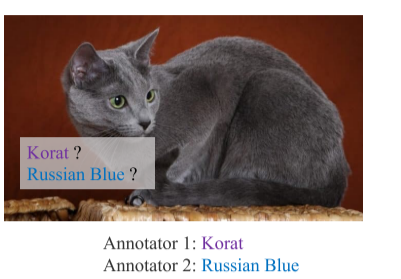 Korat ?
Russian Blue ?
Annotator 1: Korat
Annotator 2: Russian Blue